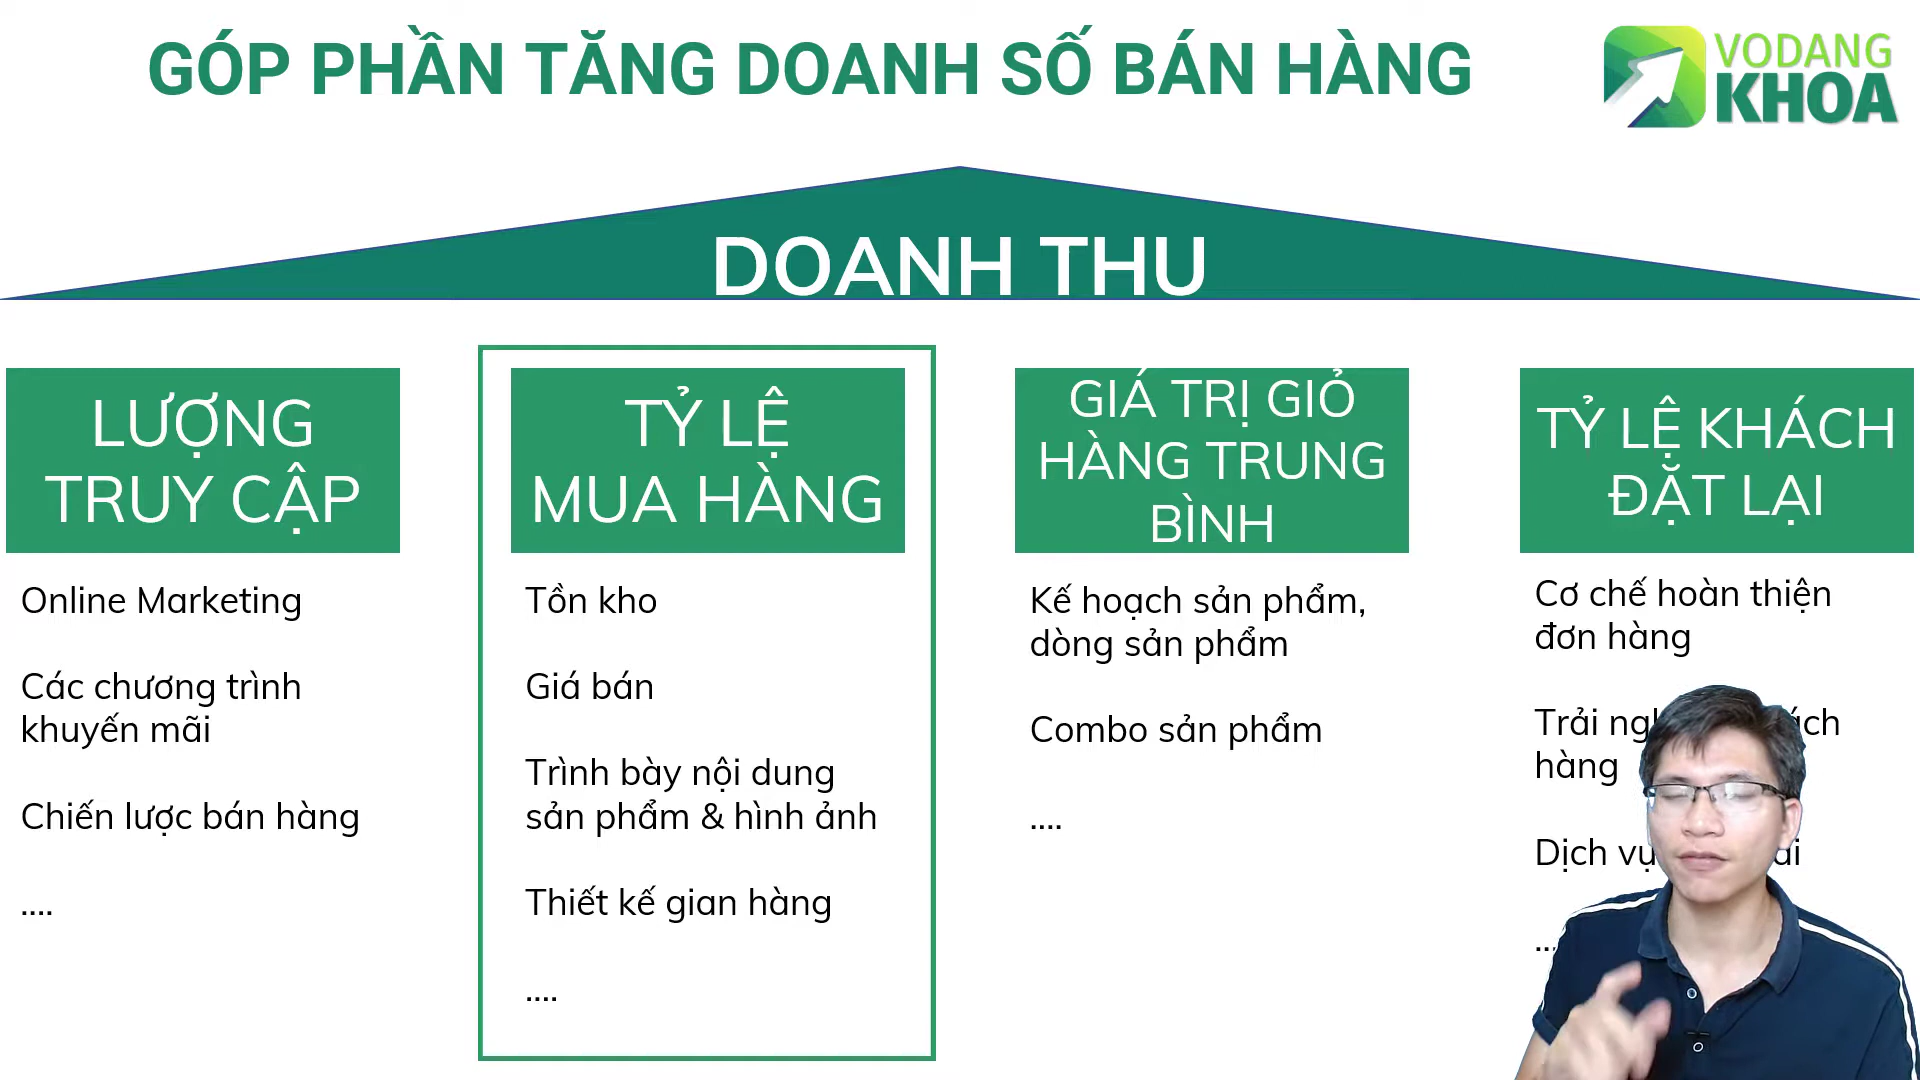 GÓP PHẦN TĂNG DOANH SỐ BÁN HÀNG
VODANG
KHOA
DOANH THU
LƯỢNG
TRUY CẬP
Online Marketing
Các chương trình
khuyến mãi
Chiến lược bán hàng
....
TỶ LỆ
MUA HÀNG
Tồn kho
Giá bán
Trình bày nội dung
sản phẩm & hình ảnh
Thiết kế gian hàng
....
GIÁ TRỊ GIỎ
HÀNG TRUNG
BÌNH
Kế hoạch sản phẩm,
dòng sản phẩm
Combo sản phẩm
....
TỶ LỆ KHÁCH
ĐẶT LẠI
Cơ chế hoàn thiện
đơn hàng
Trải
hàng
Dịch vụ
...